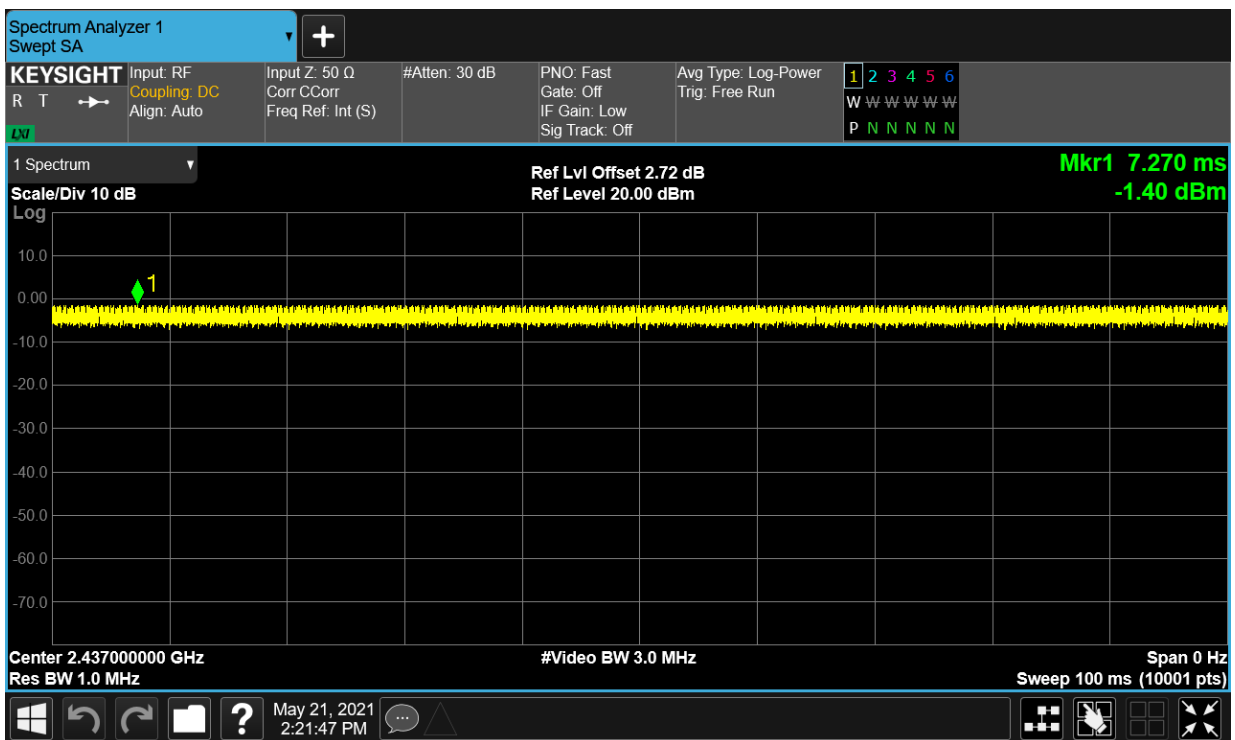 Spectrum Analyzer 1
Swept SA
KEYSIGHT
R T
LXI
Input: RF
Coupling: DC
Align: Auto
Input Z: 50 Ω
Corr CCorr
Freq Ref: Int (S)
#Atten: 30 dB
PNO: Fast
Gate: Off
IF Gain: Low
Sig Track: Off
Avg Type: Log-Power
Trig: Free Run
1 2 3 4 5 6
W W W W W W
P N N N N N
1 Spectrum
Scale/Div 10 dB
Ref Lvl Offset 2.72 dB
Ref Level 20.00 dBm
Mkr1 7.270 ms
-1.40 dBm
Log
10.0
1
0.00
-10.0
-20.0
-30.0
-40.0
-50.0
-60.0
-70.0
Center 2.437000000 GHz
#Video BW 3.0 MHz
Span 0 Hz
Res BW 1.0 MHz
Sweep 100 ms (10001 pts)
?
May 21, 2021
2:21:47 PM